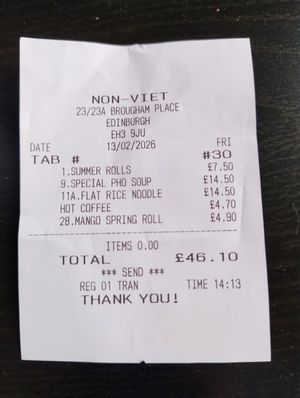 NON-VIET
23/23A BROUGHAM PLACE
EDINBURGH
EH3 9JU
DATE 13/02/2026 FRI
TAB # #30
1.SUMMER ROLLS £7.50
9.SPECIAL PHO SOUP £14.50
11A.FLAT RICE NOODLE £14.50
HOT COFFEE £4.70
28.MANGO SPRING ROLL £4.90
ITEMS 0.00
TOTAL £46.10
*** SEND ***
REG 01 TRAN TIME 14:13
THANK YOU!